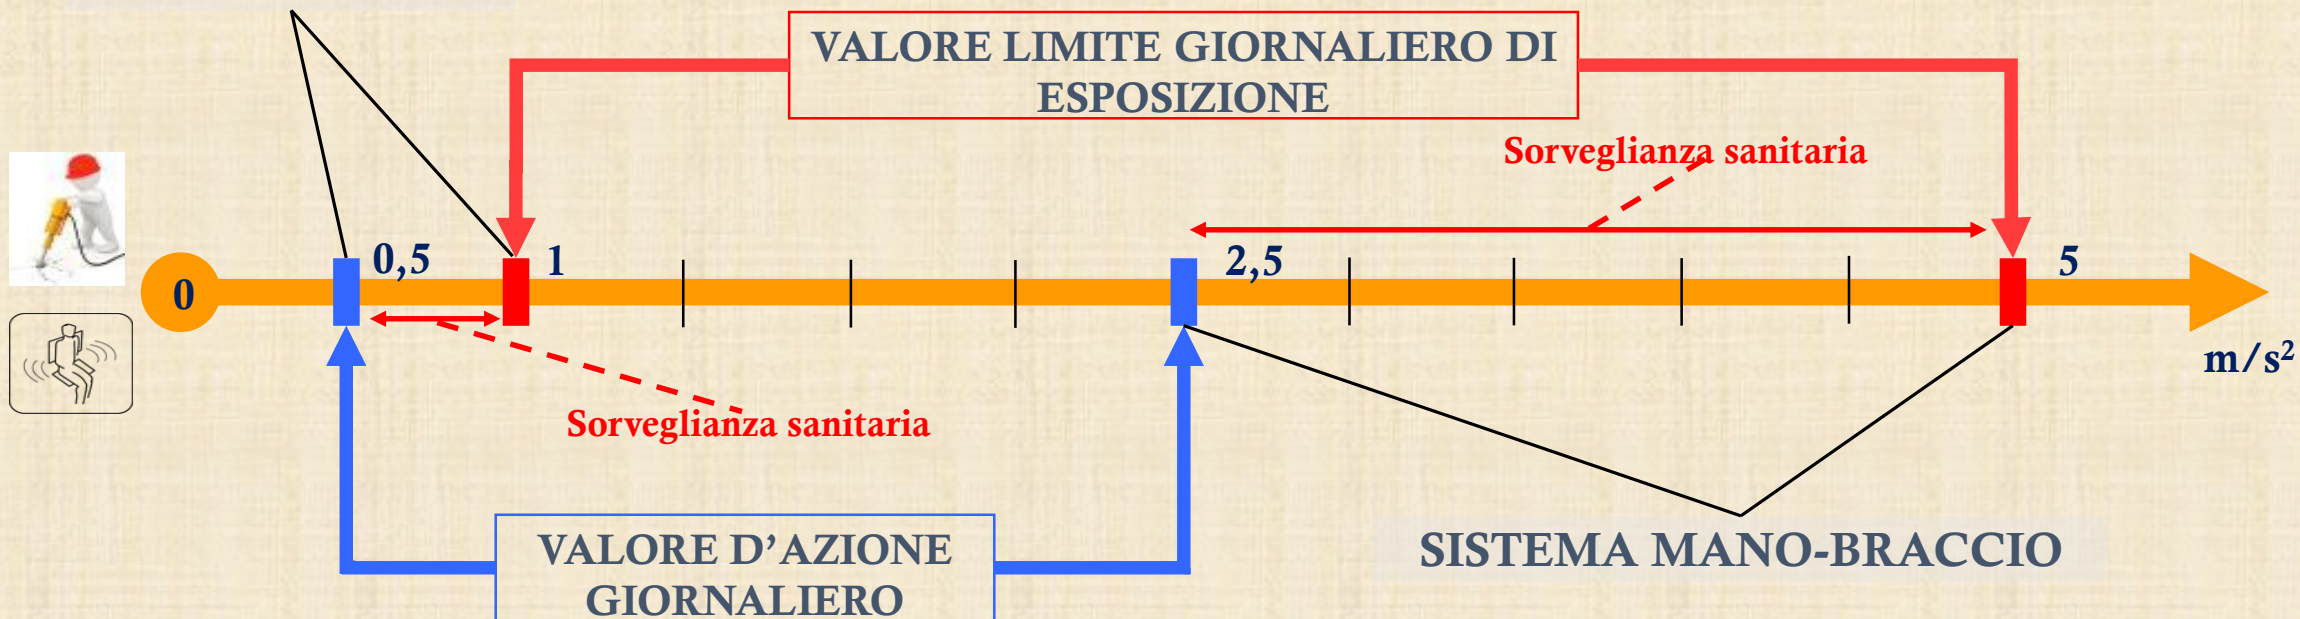 VALORE LIMITE GIORNALIERO DI
ESPOSIZIONE
Sorveglianza sanitaria
0
0,5
1
2,5
5
m/s²
Sorveglianza sanitaria
VALORE D’AZIONE
GIORNALIERO
SISTEMA MANO-BRACCIO